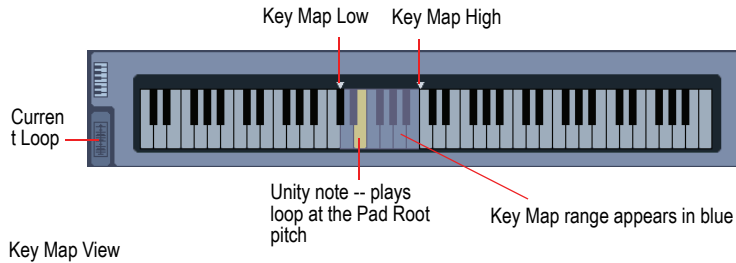 Key Map Low
Key Map High
Curren
t Loop
Unity note -- plays
loop at the Pad Root
pitch
Key Map range appears in blue
Key Map View